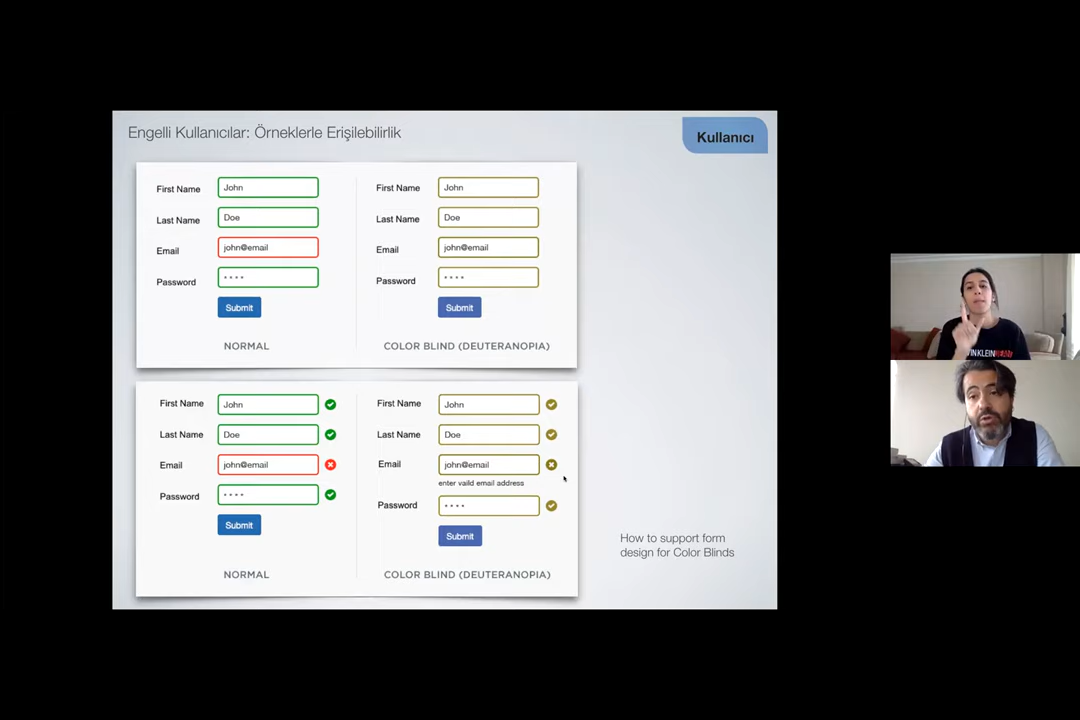 Engelli Kullanıcılar: Örneklerle Erişilebilirlik
Kullanıcı
First Name John
Last Name Doe
Email john@email
Password ••••
Submit
NORMAL
First Name John
Last Name Doe
Email john@email
Password ••••
Submit
COLOR BLIND (DEUTERANOPIA)
First Name John
Last Name Doe
Email john@email
Password ••••
Submit
NORMAL
First Name John
Last Name Doe
Email john@email
enter vaild email address
Password ••••
Submit
COLOR BLIND (DEUTERANOPIA)
How to support form
design for Color Blinds